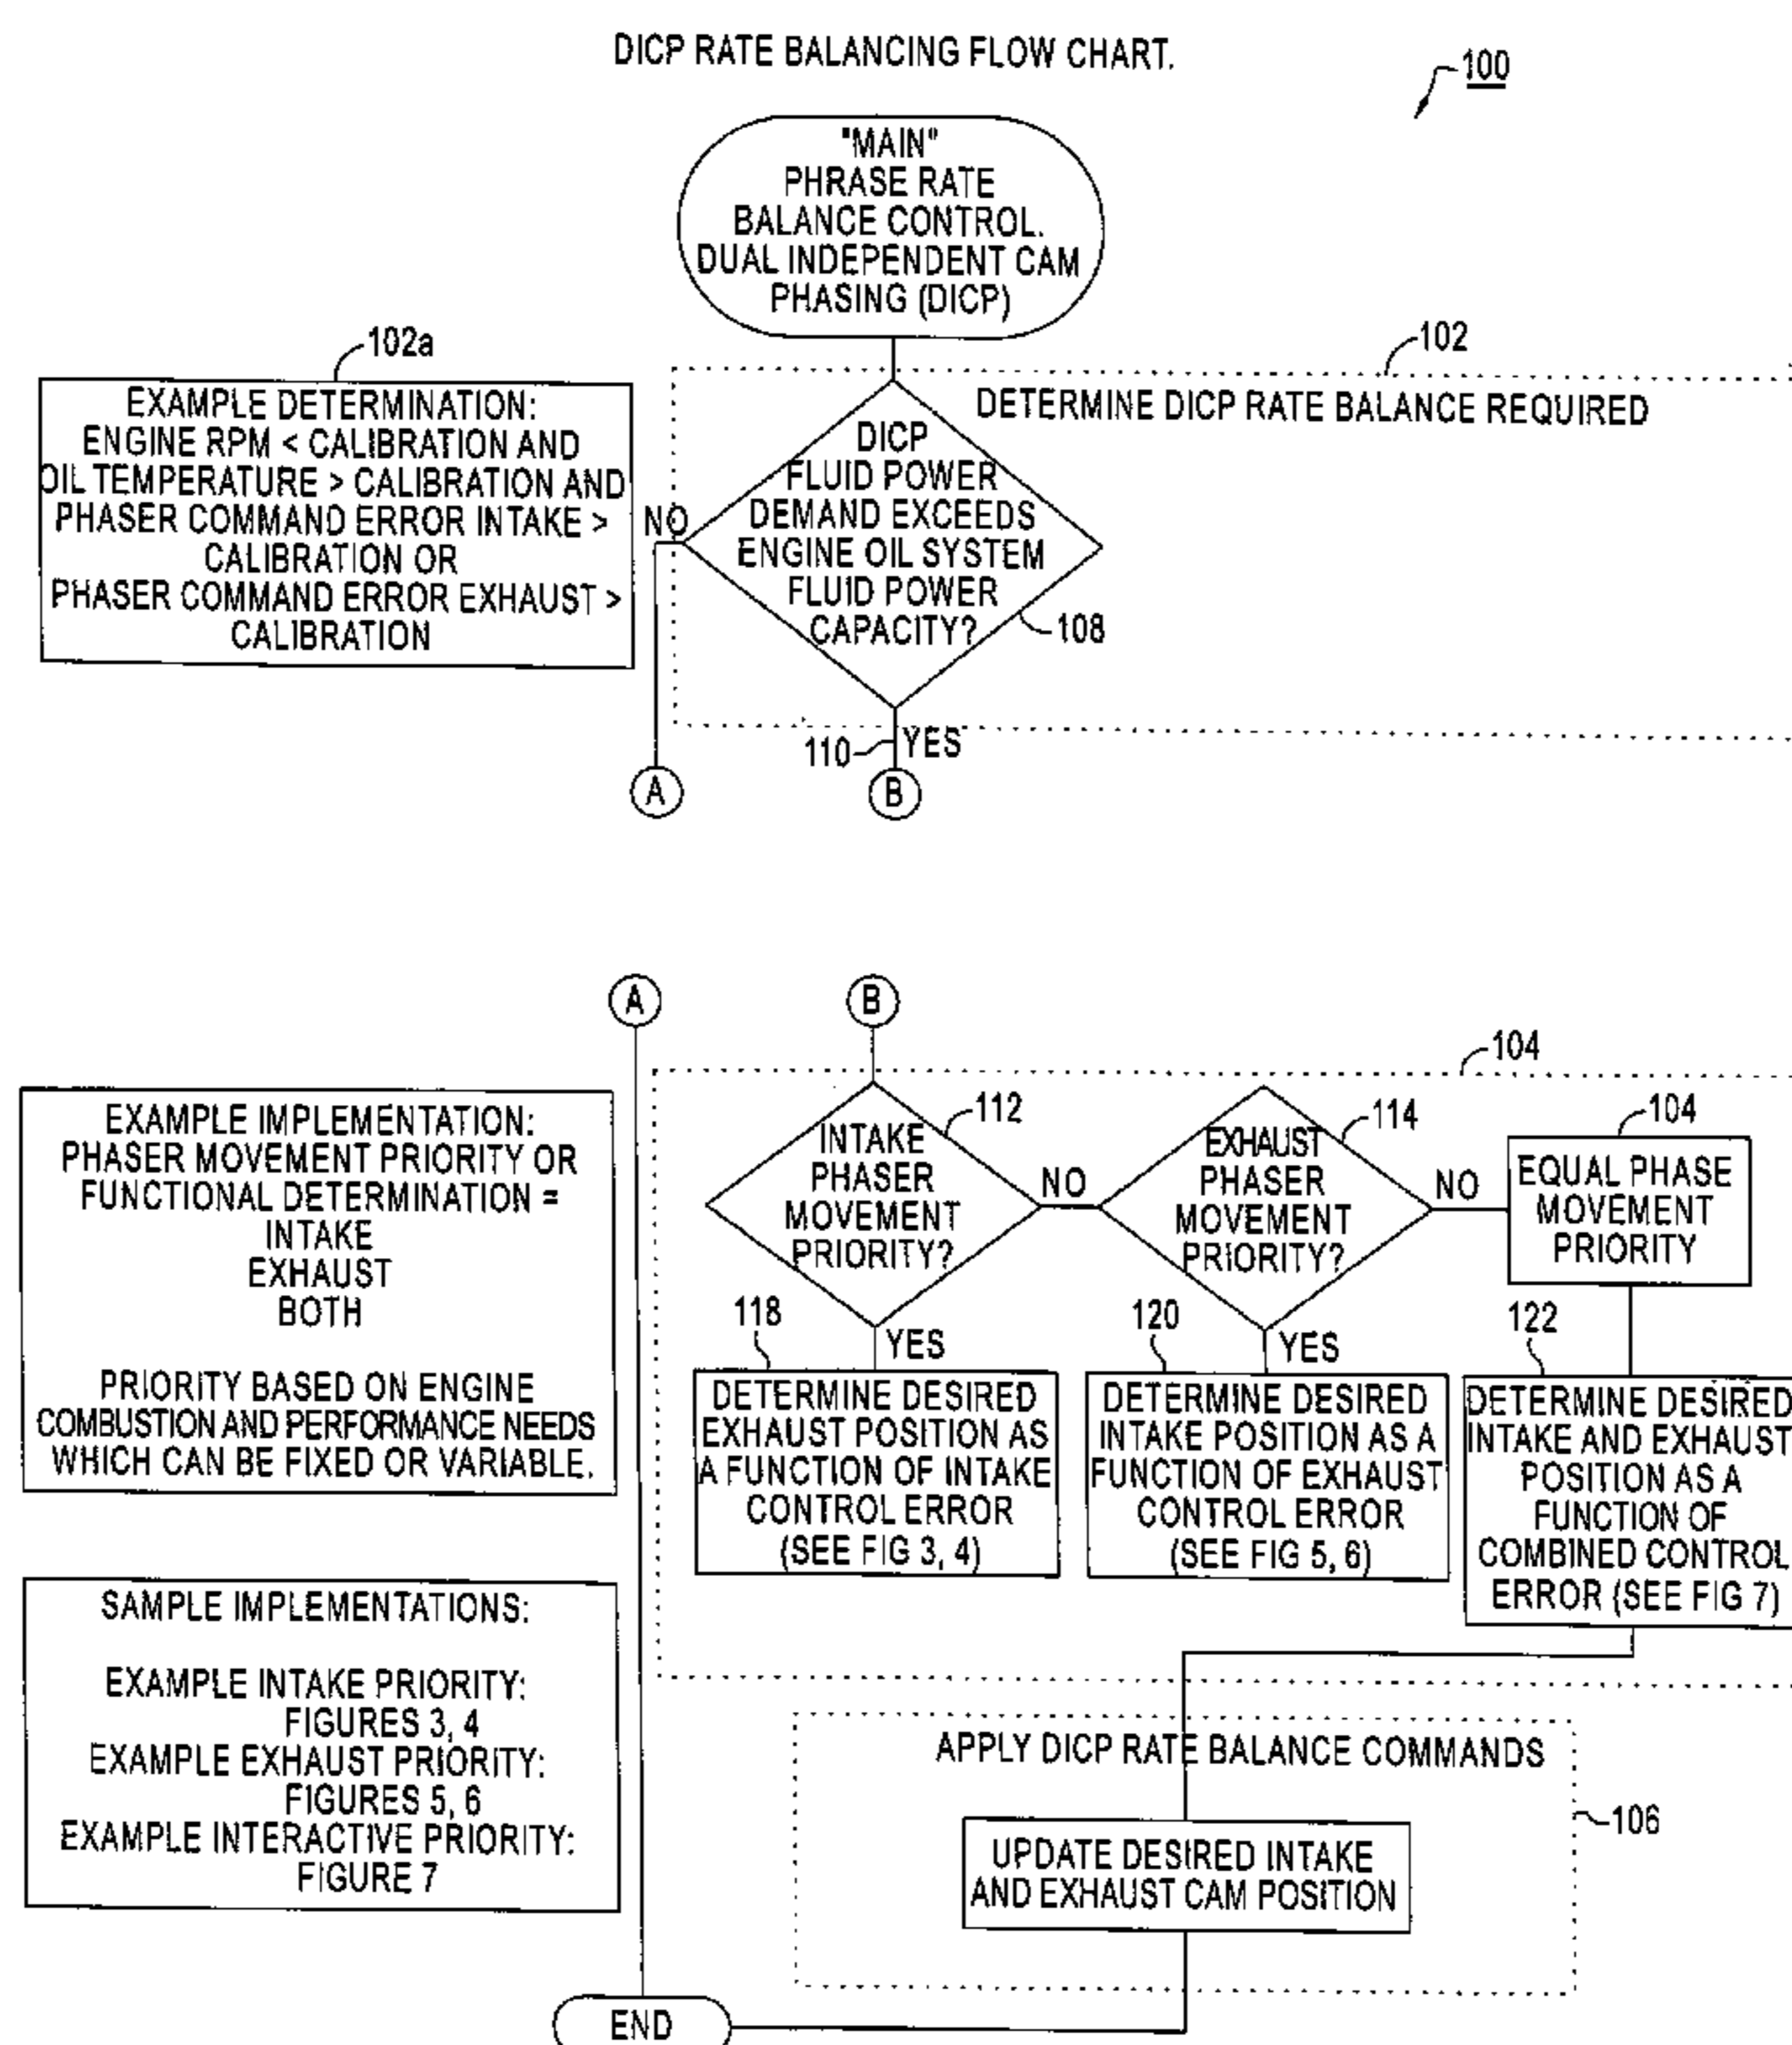 DICP RATE BALANCING FLOW CHART.
100
"MAIN"
PHRASE RATE
BALANCE CONTROL.
DUAL INDEPENDENT CAM
PHASING (DICP)
102a
EXAMPLE DETERMINATION:
ENGINE RPM < CALIBRATION AND
OIL TEMPERATURE > CALIBRATION AND
PHASER COMMAND ERROR INTAKE >
CALIBRATION OR
PHASER COMMAND ERROR EXHAUST >
CALIBRATION
102
DETERMINE DICP RATE BALANCE REQUIRED
DICP
FLUID POWER
DEMAND EXCEEDS
ENGINE OIL SYSTEM
FLUID POWER
CAPACITY?
NO
108
110
YES
A
B
A
B
104
EXAMPLE IMPLEMENTATION:
PHASER MOVEMENT PRIORITY OR
FUNCTIONAL DETERMINATION =
INTAKE
EXHAUST
BOTH
PRIORITY BASED ON ENGINE
COMBUSTION AND PERFORMANCE NEEDS
WHICH CAN BE FIXED OR VARIABLE.
112
INTAKE
PHASER
MOVEMENT
PRIORITY?
NO
114
EXHAUST
PHASER
MOVEMENT
PRIORITY?
NO
104
EQUAL PHASE
MOVEMENT
PRIORITY
118
YES
DETERMINE DESIRED
EXHAUST POSITION AS
A FUNCTION OF INTAKE
CONTROL ERROR
(SEE FIG 3, 4)
120
YES
DETERMINE DESIRED
INTAKE POSITION AS A
FUNCTION OF EXHAUST
CONTROL ERROR
(SEE FIG 5, 6)
122
DETERMINE DESIRED
INTAKE AND EXHAUST
POSITION AS A
FUNCTION OF
COMBINED CONTROL
ERROR (SEE FIG 7)
SAMPLE IMPLEMENTATIONS:
EXAMPLE INTAKE PRIORITY:
FIGURES 3, 4
EXAMPLE EXHAUST PRIORITY:
FIGURES 5, 6
EXAMPLE INTERACTIVE PRIORITY:
FIGURE 7
APPLY DICP RATE BALANCE COMMANDS
106
UPDATE DESIRED INTAKE
AND EXHAUST CAM POSITION
END